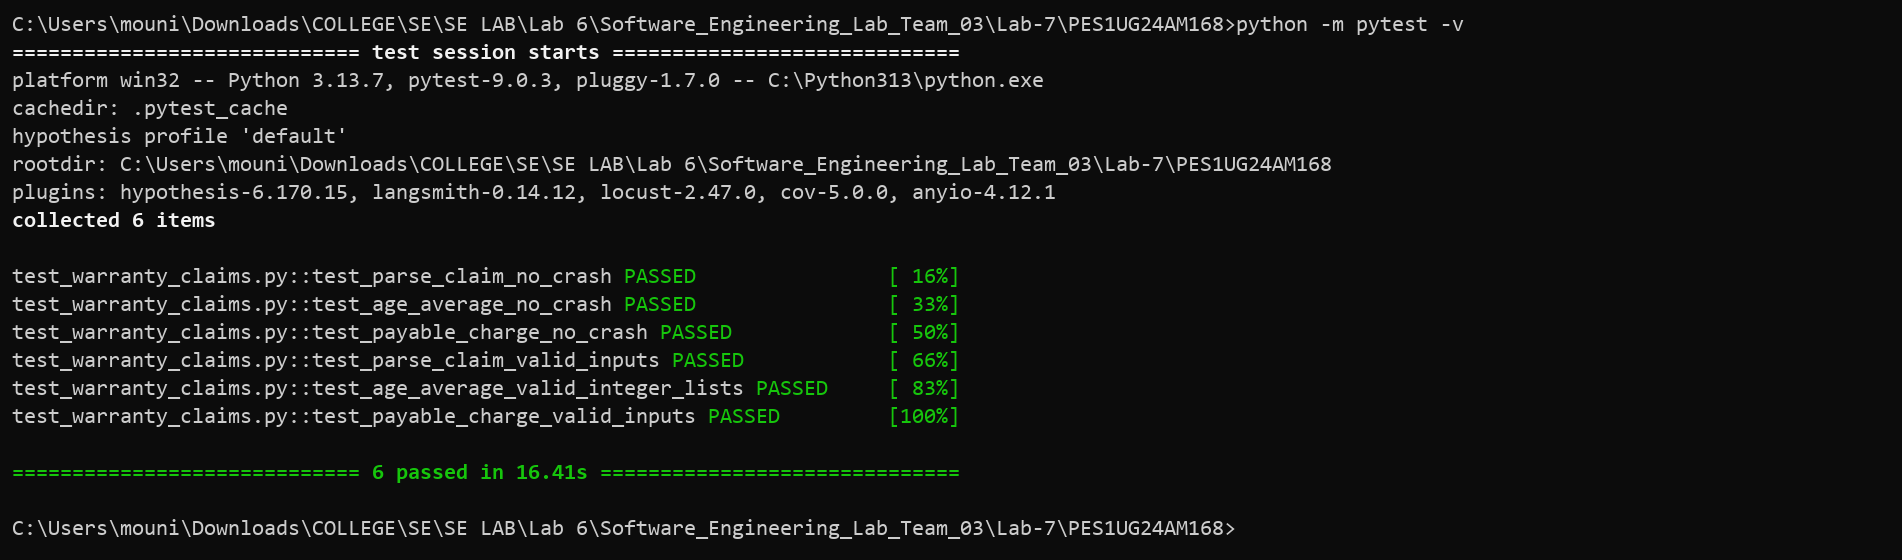 C:\Users\mouni\Downloads\COLLEGE\SE\SE LAB\Lab 6\Software_Engineering_Lab_Team_03\Lab-7\PES1UG24AM168>python -m pytest -v
============================= test session starts =============================
platform win32 -- Python 3.13.7, pytest-9.0.3, pluggy-1.7.0 -- C:\Python313\python.exe
cachedir: .pytest_cache
hypothesis profile 'default'
rootdir: C:\Users\mouni\Downloads\COLLEGE\SE\SE LAB\Lab 6\Software_Engineering_Lab_Team_03\Lab-7\PES1UG24AM168
plugins: hypothesis-6.170.15, langsmith-0.14.12, locust-2.47.0, cov-5.0.0, anyio-4.12.1
collected 6 items

test_warranty_claims.py::test_parse_claim_no_crash PASSED                [ 16%]
test_warranty_claims.py::test_age_average_no_crash PASSED                [ 33%]
test_warranty_claims.py::test_payable_charge_no_crash PASSED             [ 50%]
test_warranty_claims.py::test_parse_claim_valid_inputs PASSED            [ 66%]
test_warranty_claims.py::test_age_average_valid_integer_lists PASSED     [ 83%]
test_warranty_claims.py::test_payable_charge_valid_inputs PASSED         [100%]

============================= 6 passed in 16.41s ==============================

C:\Users\mouni\Downloads\COLLEGE\SE\SE LAB\Lab 6\Software_Engineering_Lab_Team_03\Lab-7\PES1UG24AM168>